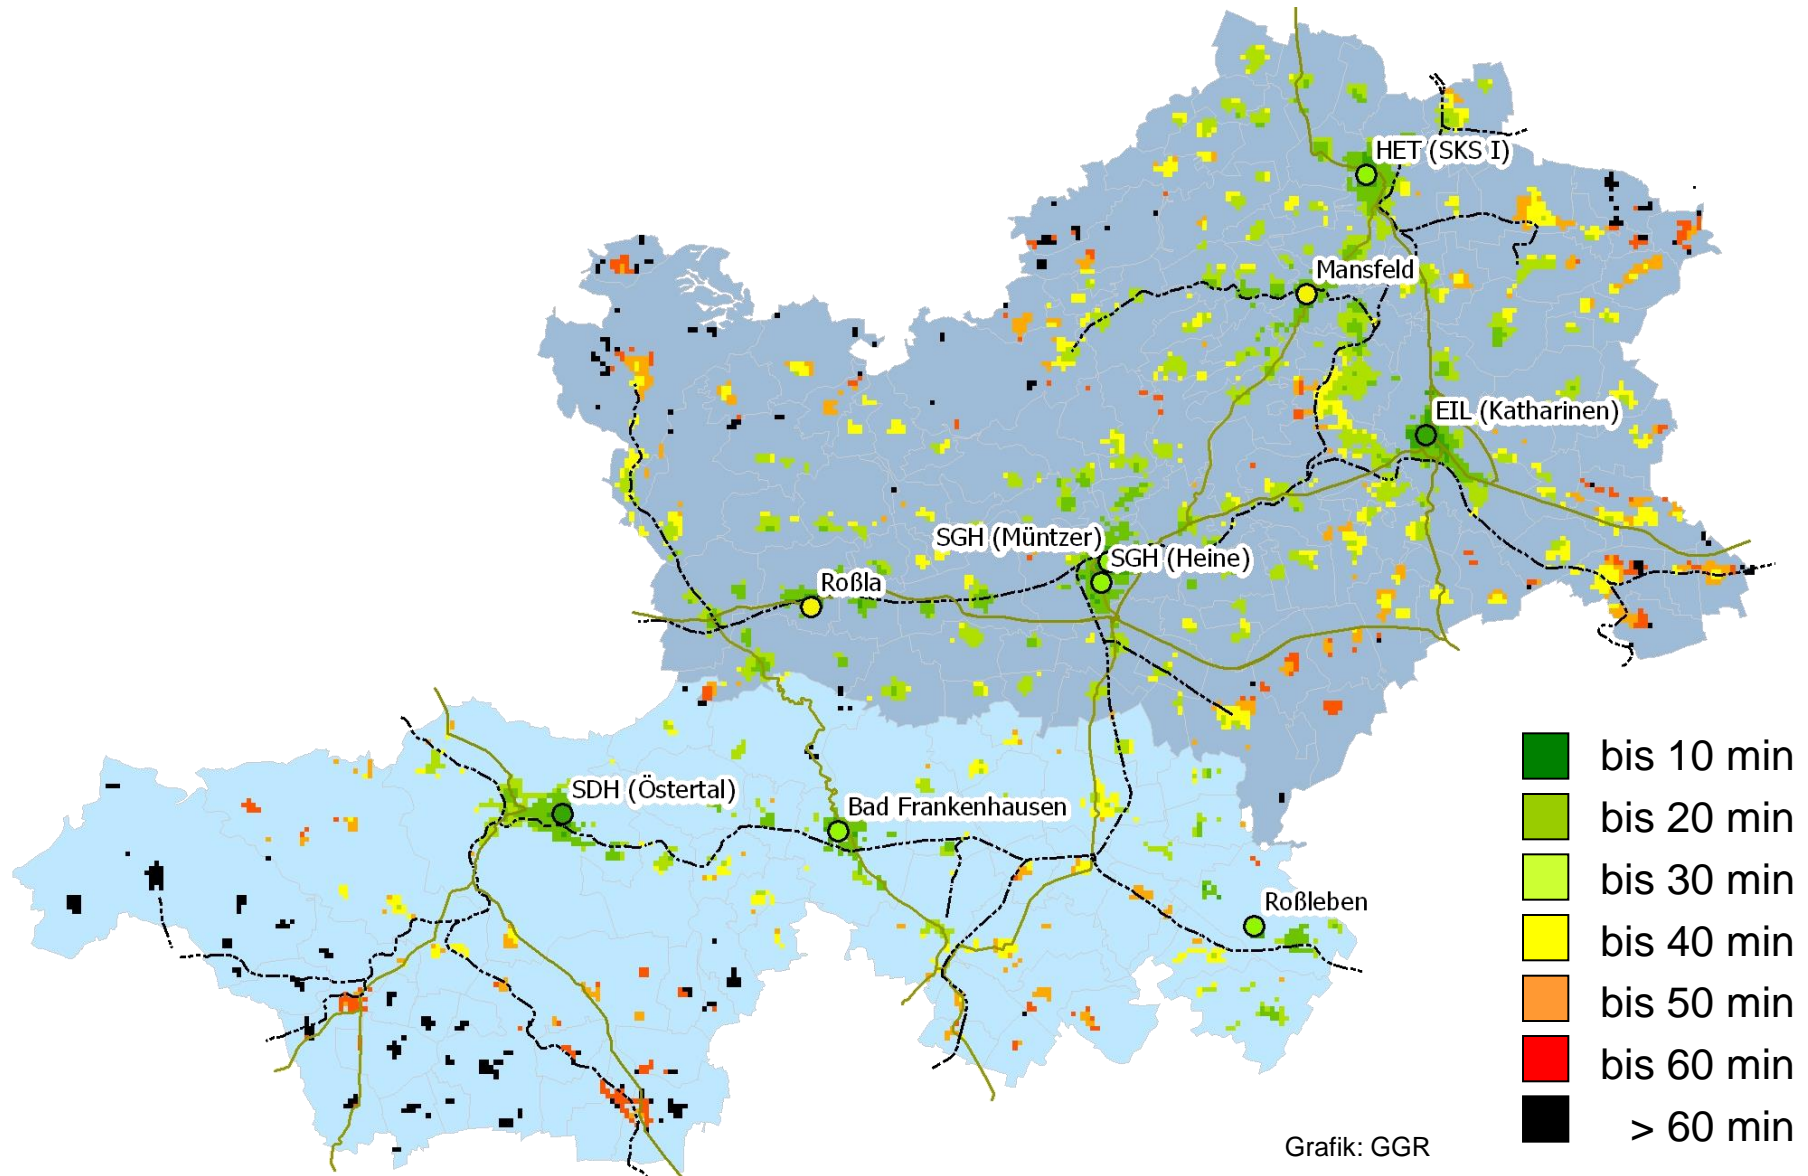 HET (SKS I)
Mansfeld
EIL (Katharinen)
SGH (Müntzer)
SGH (Heine)
Roßla
SDH (Östertal)
Bad Frankenhausen
Roßleben
bis 10 min
bis 20 min
bis 30 min
bis 40 min
bis 50 min
bis 60 min
> 60 min
Grafik: GGR